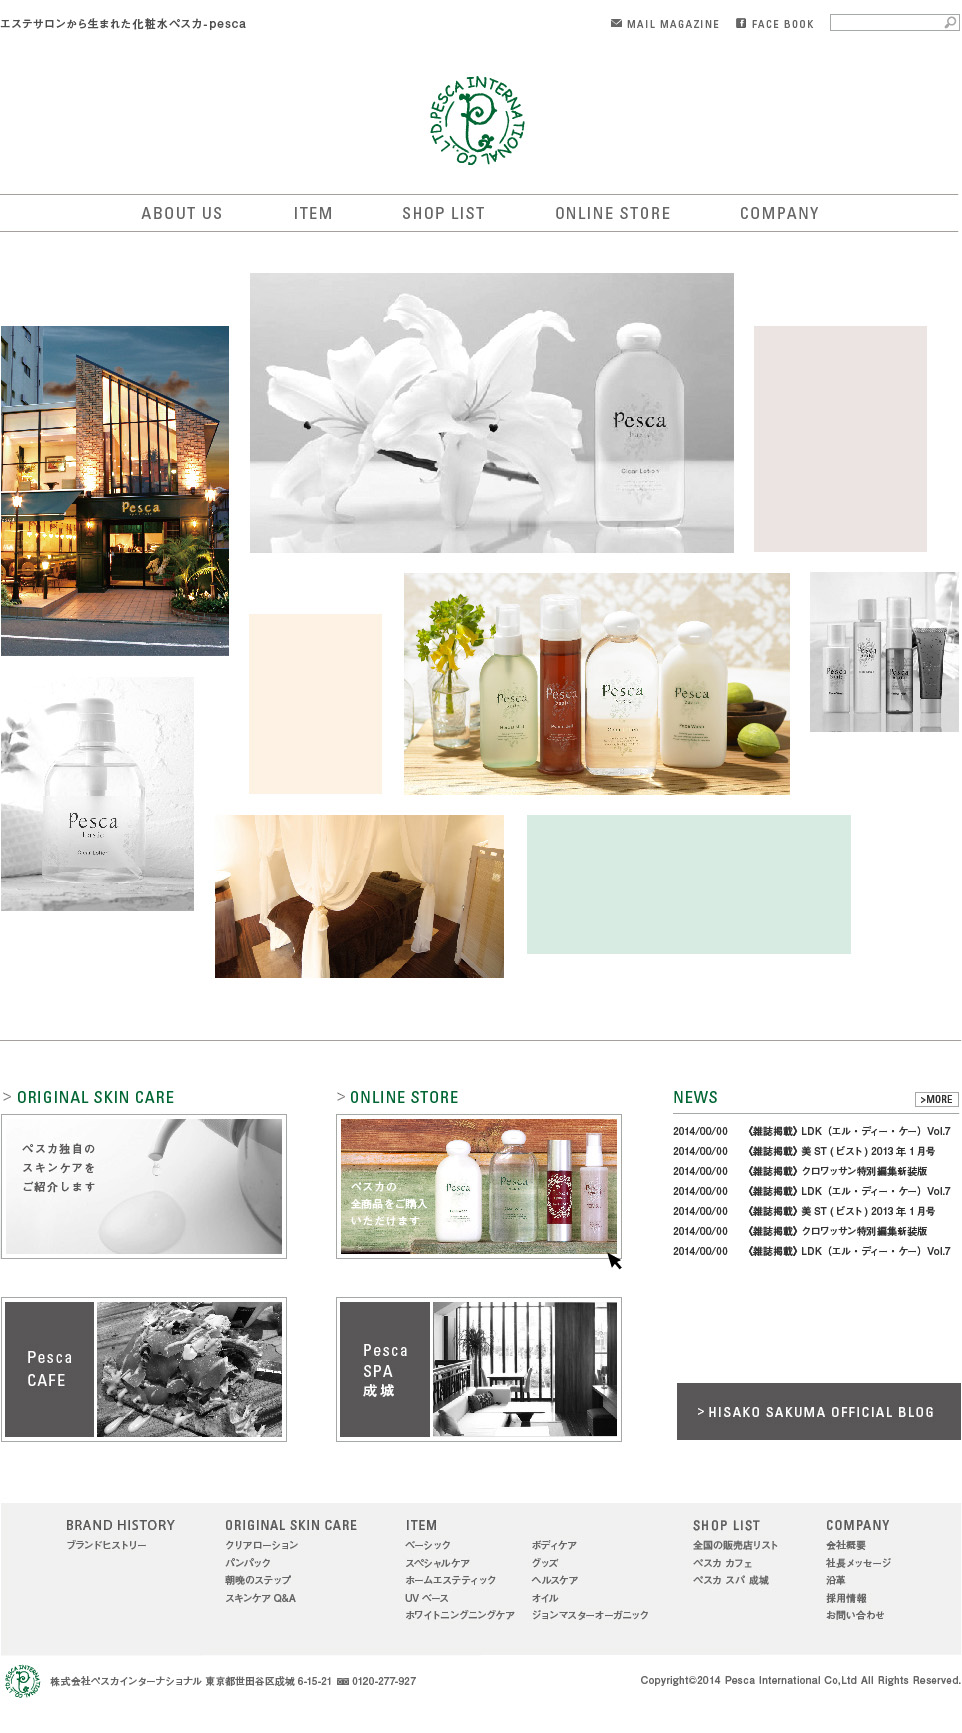 エステサロンから生まれた化粧水ペスカ-pesca
MAIL MAGAZINE
FACE BOOK
PESCA INTERNATIONAL CO.,LTD.
ABOUT US
ITEM
SHOP LIST
ONLINE STORE
COMPANY
Pesca
basic
Clear Lotion
Pesca
Pesca
basic
Pesca
basic
Pesca
basic
Pesca
basic
Face Wash
Pesca
basic
Clear Lotion
> ORIGINAL SKIN CARE
ペスカ独自の
スキンケアを
ご紹介します
> ONLINE STORE
ペスカの
全商品をご購入
いただけます
NEWS
>MORE
2014/00/00 《雑誌掲載》LDK（エル・ディー・ケー）Vol.7
2014/00/00 《雑誌掲載》美 ST ( ビスト ) 2013 年 1 月号
2014/00/00 《雑誌掲載》クロワッサン特別編集新装版
2014/00/00 《雑誌掲載》LDK（エル・ディー・ケー）Vol.7
2014/00/00 《雑誌掲載》美 ST ( ビスト ) 2013 年 1 月号
2014/00/00 《雑誌掲載》クロワッサン特別編集新装版
2014/00/00 《雑誌掲載》LDK（エル・ディー・ケー）Vol.7
Pesca
CAFE
Pesca
SPA
成城
> HISAKO SAKUMA OFFICIAL BLOG
BRAND HISTORY
ブランドヒストリー
ORIGINAL SKIN CARE
クリアローション
パンパック
朝晩のステップ
スキンケア Q&A
ITEM
ベーシック
スペシャルケア
ホームエステティック
UV ベース
ホワイトニングニングケア
ボディケア
グッズ
ヘルスケア
オイル
ジョンマスターオーガニック
SHOP LIST
全国の販売店リスト
ペスカ カフェ
ペスカ スパ 成城
COMPANY
会社概要
社長メッセージ
沿革
採用情報
お問い合わせ
PESCA INTERNATIONAL CO.,LTD.
株式会社ペスカインターナショナル 東京都世田谷区成城 6-15-21 0120-277-927
Copyright©2014 Pesca International Co,Ltd All Rights Reserved.